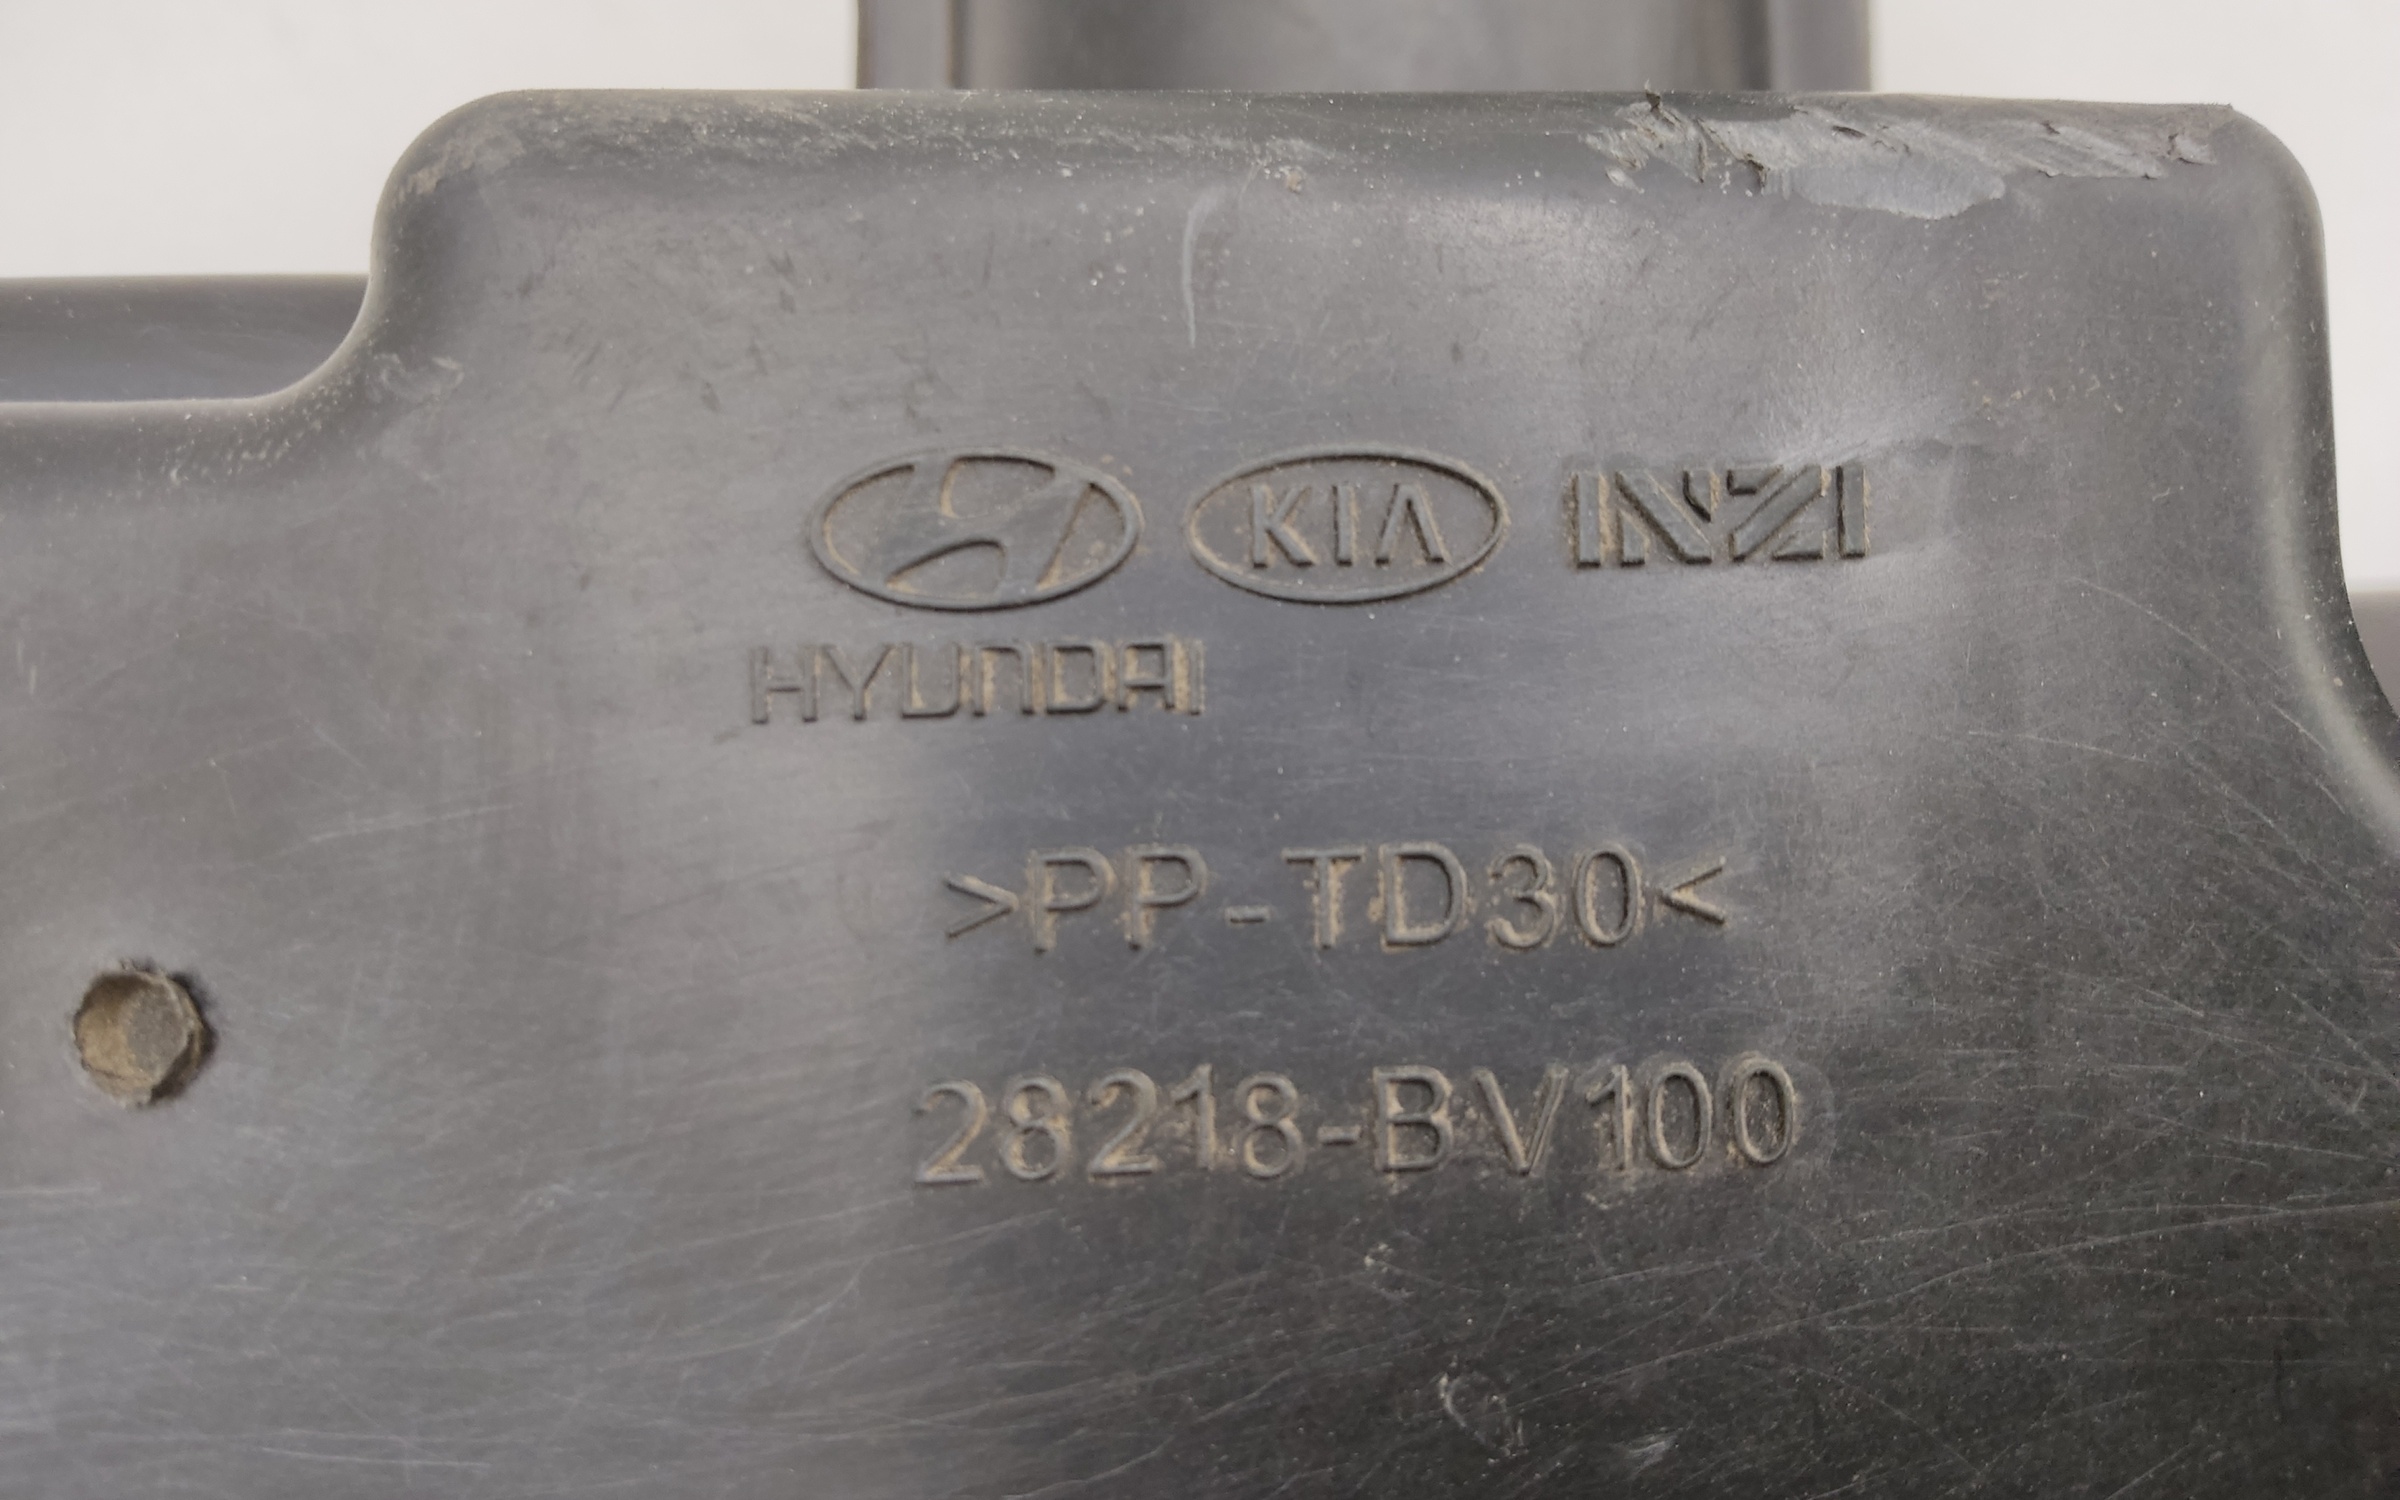 KIA INZI
HYUNDAI
>PP-TD30<
28218-BV100